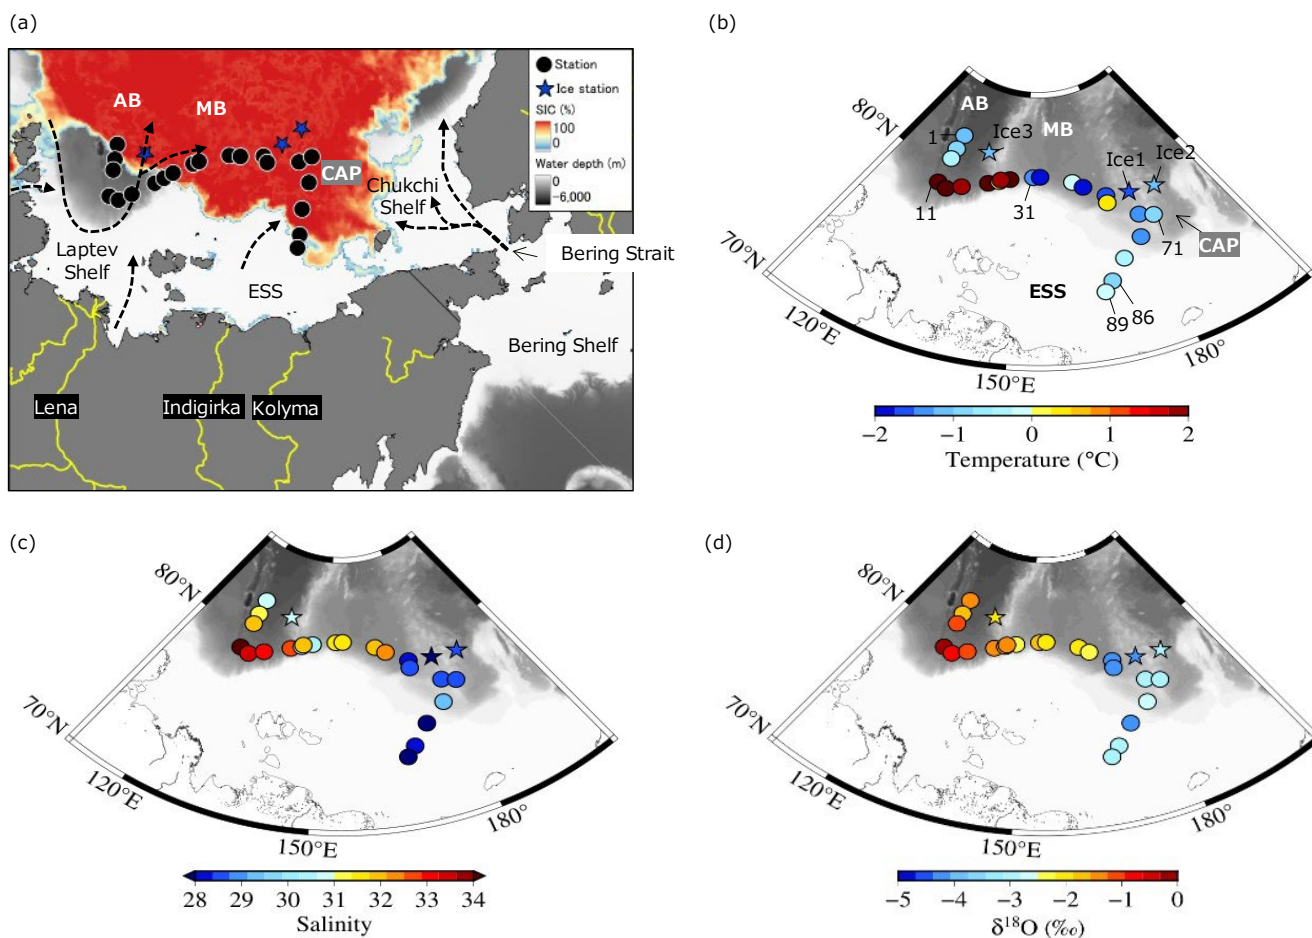 (a)
Station
Ice station
SIC (%)
100
0
Water depth (m)
0
-6,000
AB
MB
CAP
Chukchi
Shelf
Laptev
Shelf
Bering Strait
ESS
Bering Shelf
Lena
Indigirka
Kolyma
(b)
80°N
AB
MB
1
Ice3
Ice1
Ice2
11
31
71
CAP
70°N
ESS
89
86
120°E
150°E
180°
−2
−1
0
1
2
Temperature (°C)
(c)
80°N
70°N
120°E
150°E
180°
28
29
30
31
32
33
34
Salinity
(d)
80°N
70°N
120°E
150°E
180°
−5
−4
−3
−2
−1
0
δ¹⁸O (‰)